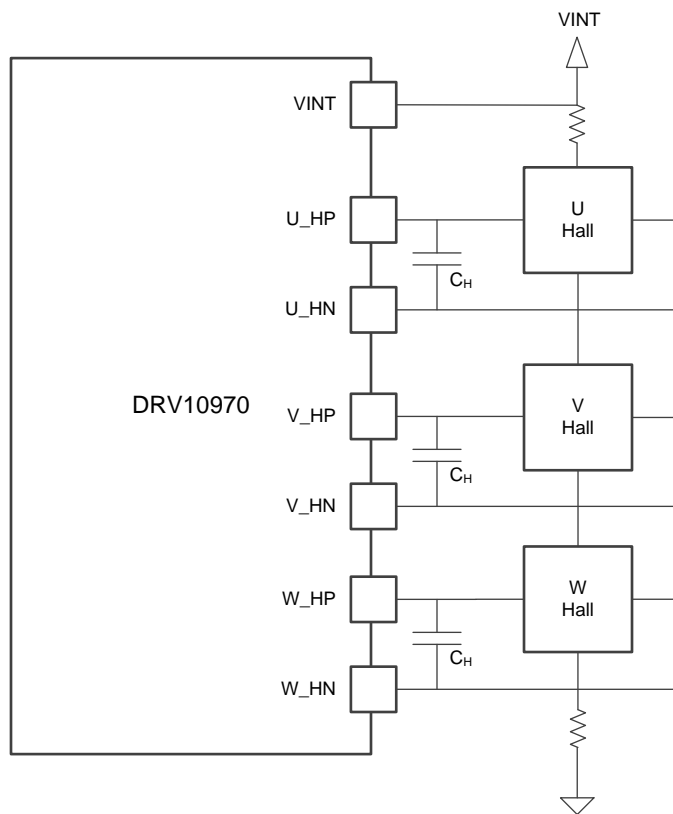 VINT
VINT
U_HP
U
Hall
C_H
U_HN
DRV10970
V_HP
V
Hall
C_H
V_HN
W_HP
W
Hall
C_H
W_HN